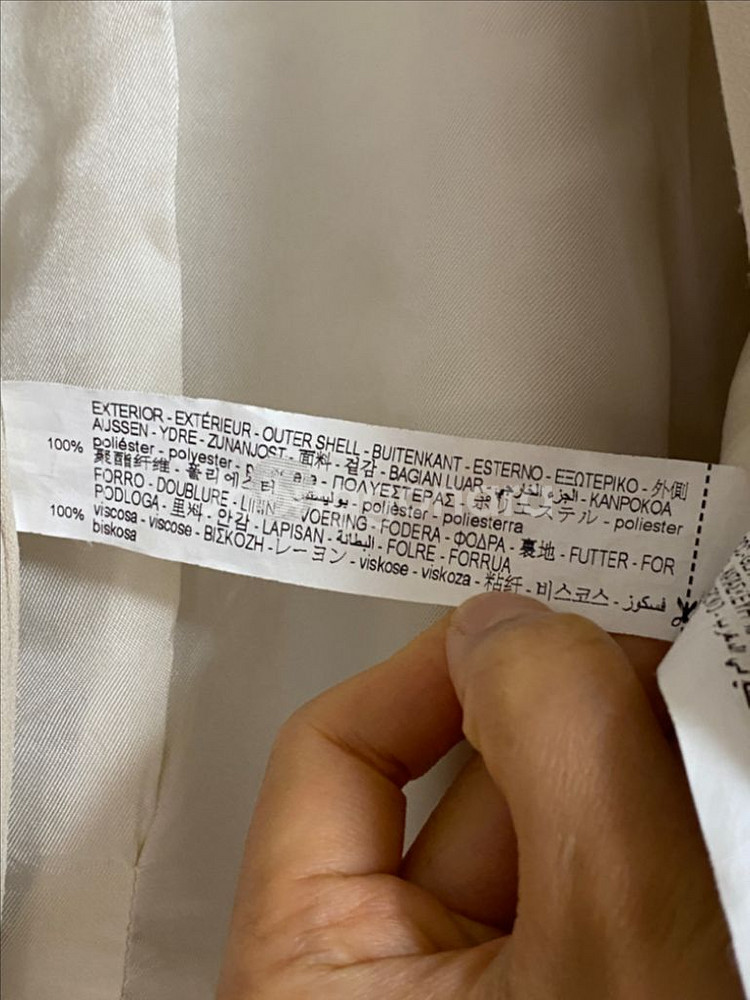 EXTERIOR - EXTÉRIEUR - OUTER SHELL - BUITENKANT - ESTERNO - ΕΞΩΤΕΡΙΚΟ - 外側
AUSSEN - YDRE - ZUNANJOST - 面料 - 겉감 - BAGIAN LUAR - الجزء الخارجي - KANPOKOA
100% poliéster - polyester - - ΠΟΛΥΕΣΤΕΡΑΣ - ポリエステル - poliester
聚酯纤维 - 폴리에스터 - بوليستر - polièster - poliesterra
FORRO - DOUBLURE - LINING - VOERING - FODERA - ΦΟΔΡΑ - 裏地 - FUTTER - FOR
PODLOGA - 里料 - 안감 - LAPISAN - البطانة - FOLRE - FORRUA
100% viscosa - viscose - ΒΙΣΚΟΖΗ - レーヨン - viskose - viskoza - 粘纤 - 비스코스 - فسكوز
biskosa